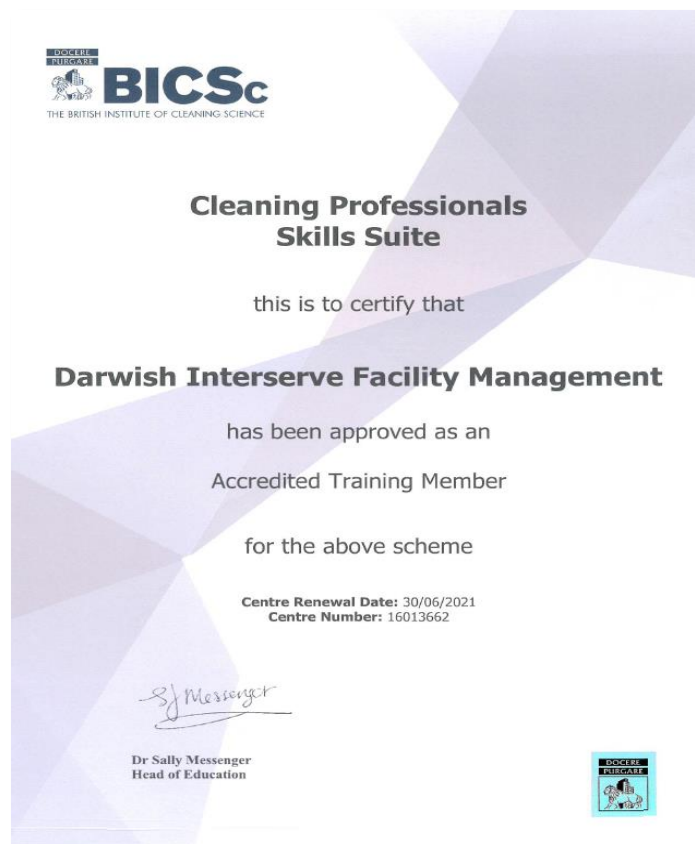 DOCERE
PURGARE
BICSc
THE BRITISH INSTITUTE OF CLEANING SCIENCE
Cleaning Professionals
Skills Suite
this is to certify that
Darwish Interserve Facility Management
has been approved as an
Accredited Training Member
for the above scheme
Centre Renewal Date: 30/06/2021
Centre Number: 16013662
SJ Messenger
Dr Sally Messenger
Head of Education
DOCERE
PURGARE